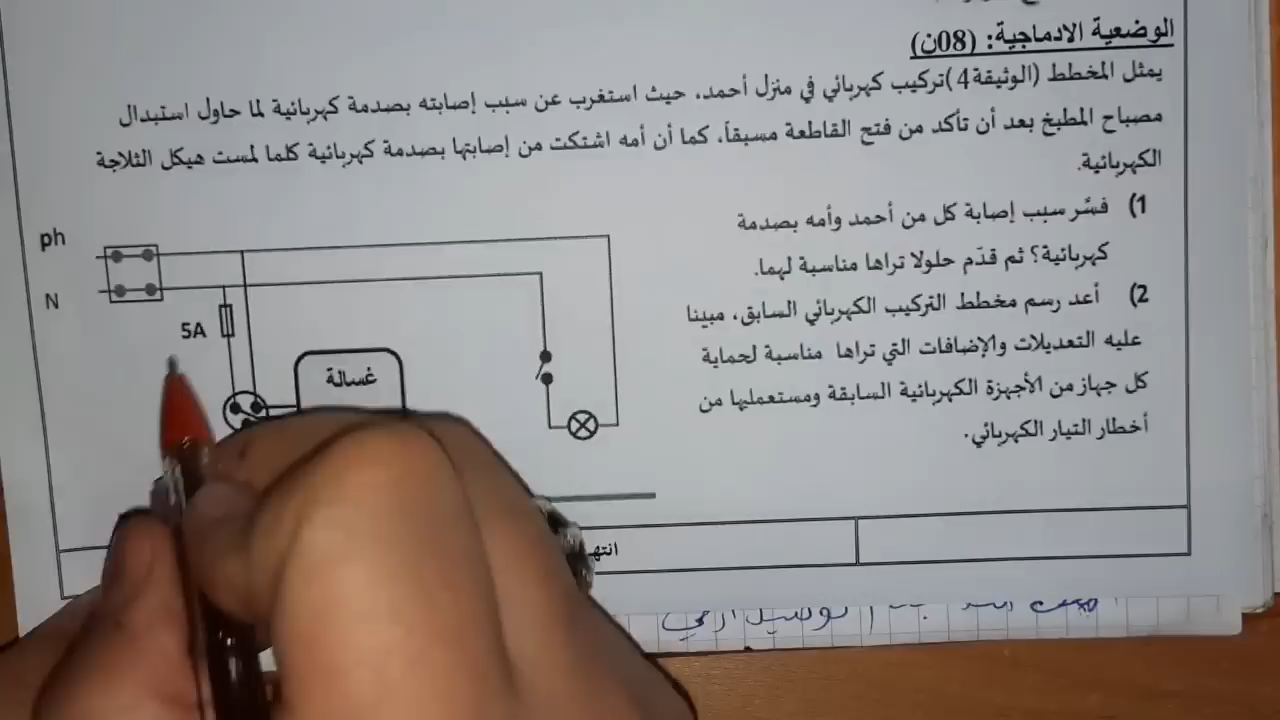 الوضعية الادماجية: (08ن)
يمثل المخطط (الوثيقة4)تركيب كهربائي في منزل أحمد، حيث استغرب عن سبب إصابته بصدمة كهربائية لما حاول استبدال
مصباح المطبخ بعد أن تأكد من فتح القاطعة مسبقاً، كما أن أمه اشتكت من إصابتها بصدمة كهربائية كلما لمست هيكل الثلاجة
الكهربائية.
1) فسَّر سبب إصابة كل من أحمد وأمه بصدمة
كهربائية؟ ثم قدّم حلولا تراها مناسبة لهما.
2) أعد رسم مخطط التركيب الكهربائي السابق، مبينا
عليه التعديلات والإضافات التي تراها مناسبة لحماية
كل جهاز من الأجهزة الكهربائية السابقة ومستعمليها من
أخطار التيار الكهربائي.
ph
N
5A
غسالة